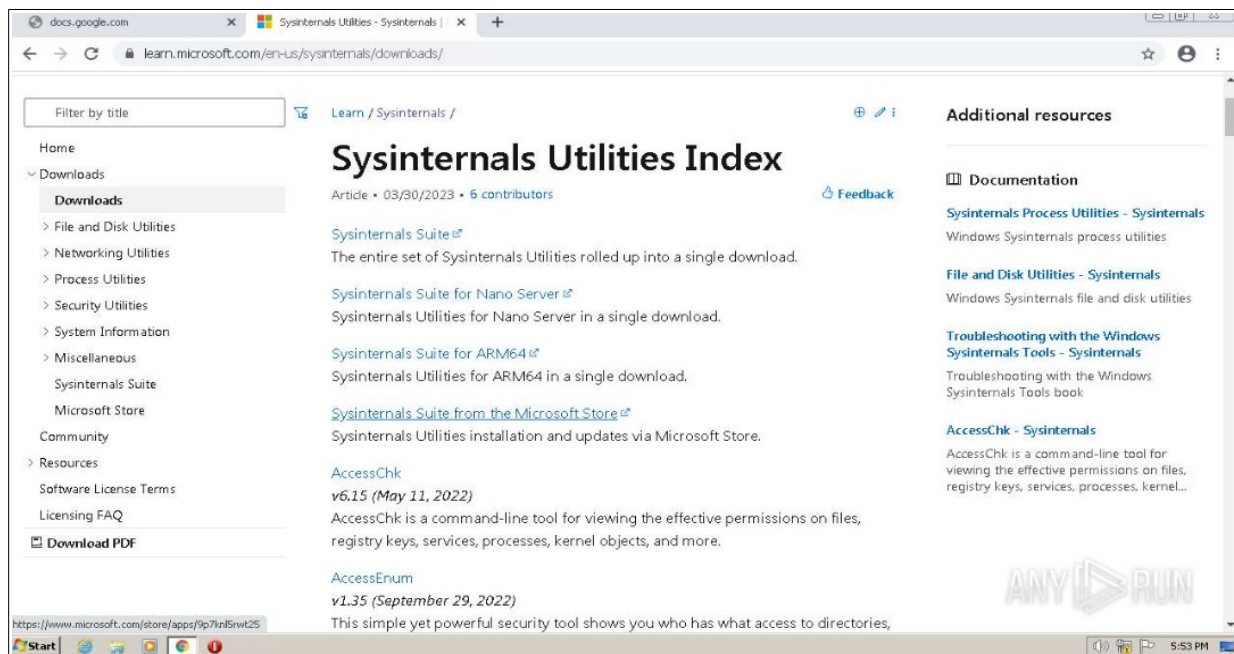 docs.google.com
Sysinternals Utilities - Sysinternals |
learn.microsoft.com/en-us/sysinternals/downloads/
Filter by title
Home
Downloads
Downloads
File and Disk Utilities
Networking Utilities
Process Utilities
Security Utilities
System Information
Miscellaneous
Sysinternals Suite
Microsoft Store
Community
Resources
Software License Terms
Licensing FAQ
Download PDF
https://www.microsoft.com/store/apps/9p7knl5rwt25
Learn / Sysinternals /
Sysinternals Utilities Index
Article • 03/30/2023 • 6 contributors
Feedback
Sysinternals Suite
The entire set of Sysinternals Utilities rolled up into a single download.
Sysinternals Suite for Nano Server
Sysinternals Utilities for Nano Server in a single download.
Sysinternals Suite for ARM64
Sysinternals Utilities for ARM64 in a single download.
Sysinternals Suite from the Microsoft Store
Sysinternals Utilities installation and updates via Microsoft Store.
AccessChk
v6.15 (May 11, 2022)
AccessChk is a command-line tool for viewing the effective permissions on files,
registry keys, services, processes, kernel objects, and more.
AccessEnum
v1.35 (September 29, 2022)
This simple yet powerful security tool shows you who has what access to directories,
Additional resources
Documentation
Sysinternals Process Utilities - Sysinternals
Windows Sysinternals process utilities
File and Disk Utilities - Sysinternals
Windows Sysinternals file and disk utilities
Troubleshooting with the Windows
Sysinternals Tools - Sysinternals
Troubleshooting with the Windows
Sysinternals Tools book
AccessChk - Sysinternals
AccessChk is a command-line tool for
viewing the effective permissions on files,
registry keys, services, processes, kernel...
ANY RUN
Start
5:53 PM